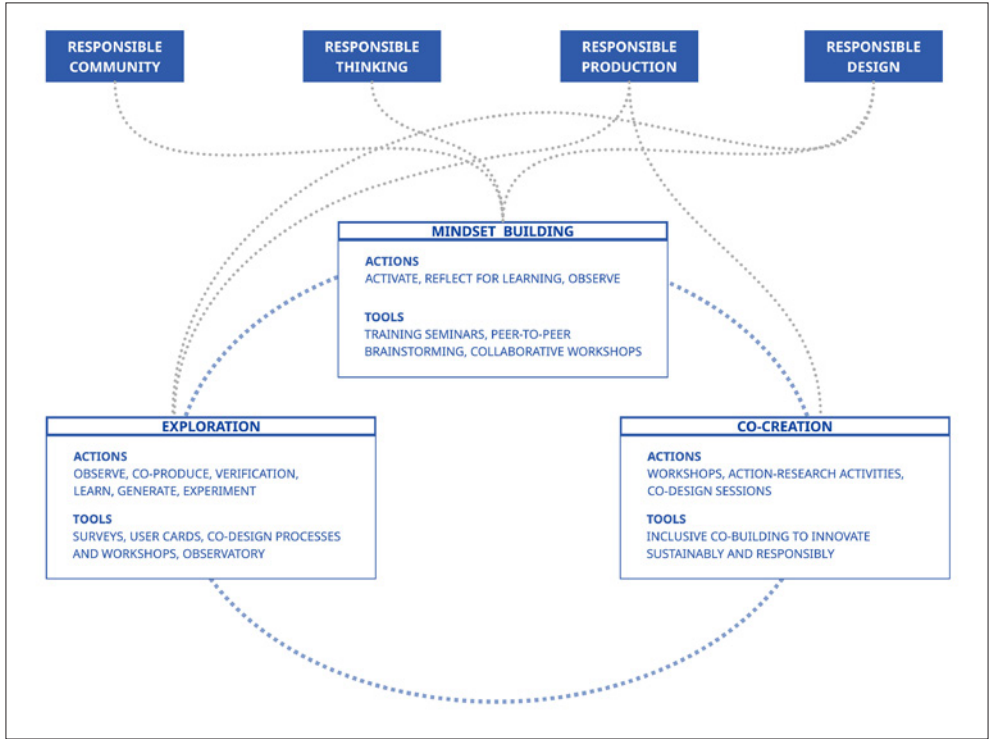 RESPONSIBLE
COMMUNITY
RESPONSIBLE
THINKING
RESPONSIBLE
PRODUCTION
RESPONSIBLE
DESIGN
MINDSET BUILDING
ACTIONS
ACTIVATE, REFLECT FOR LEARNING, OBSERVE
TOOLS
TRAINING SEMINARS, PEER-TO-PEER
BRAINSTORMING, COLLABORATIVE WORKSHOPS
EXPLORATION
ACTIONS
OBSERVE, CO-PRODUCE, VERIFICATION,
LEARN, GENERATE, EXPERIMENT
TOOLS
SURVEYS, USER CARDS, CO-DESIGN PROCESSES
AND WORKSHOPS, OBSERVATORY
CO-CREATION
ACTIONS
WORKSHOPS, ACTION-RESEARCH ACTIVITIES,
CO-DESIGN SESSIONS
TOOLS
INCLUSIVE CO-BUILDING TO INNOVATE
SUSTAINABLY AND RESPONSIBLY